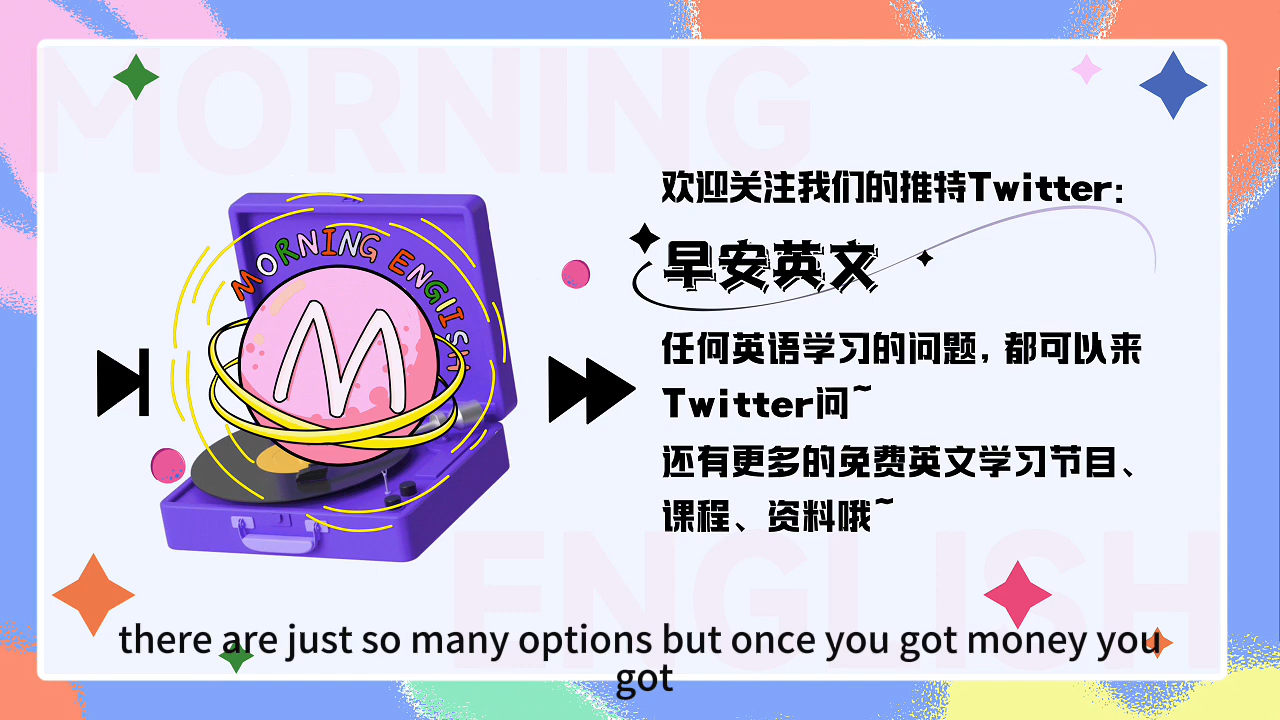 MORNING
MORNING ENGlISH
M
欢迎关注我们的推特Twitter:
早安英文
任何英语学习的问题,都可以来
Twitter问~
还有更多的免费英文学习节目、
课程、资料哦~
ENGLISH
there are just so many options but once you got money you
got